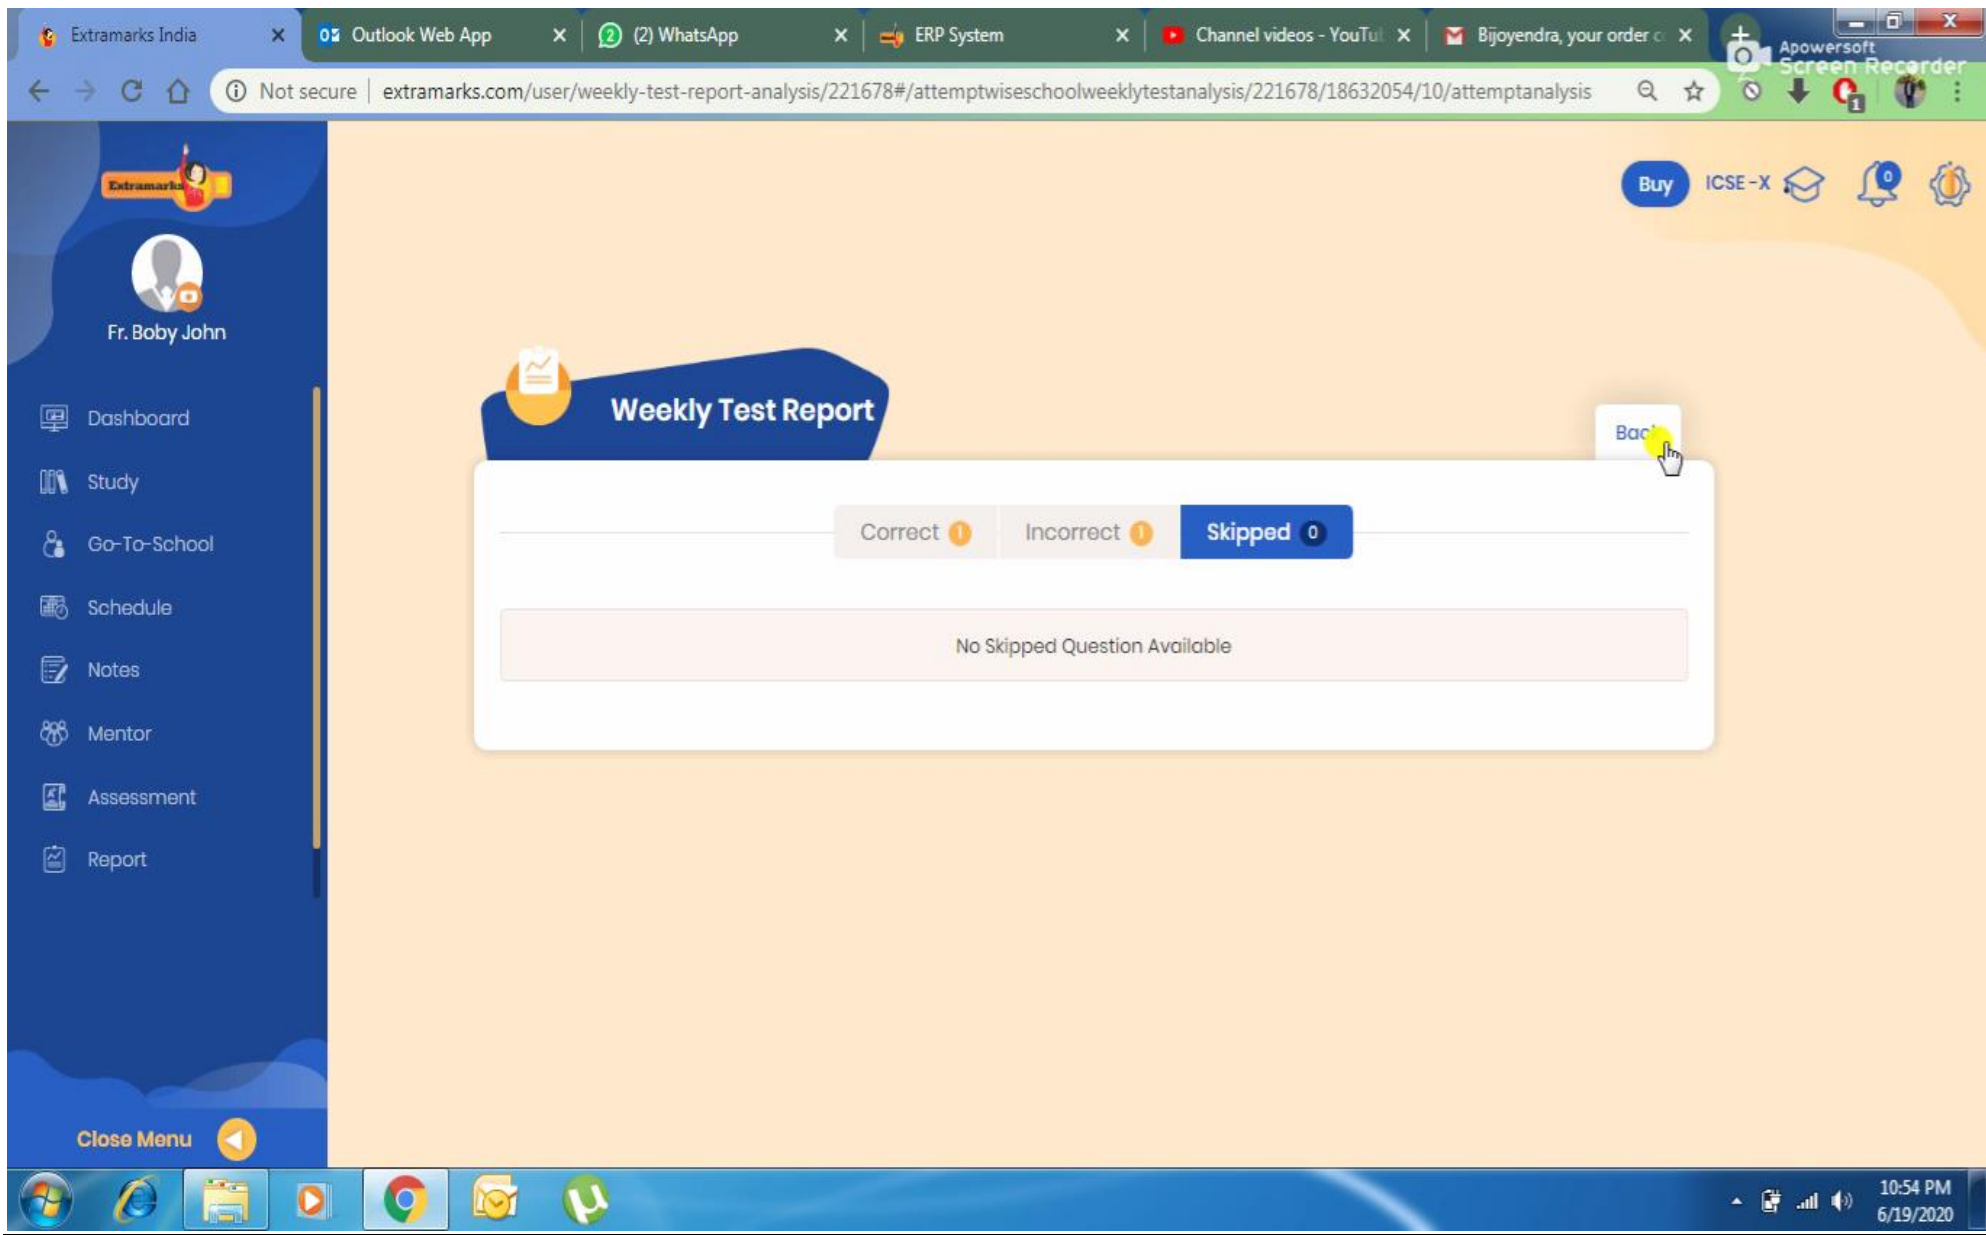 Extramarks India
Outlook Web App
(2) WhatsApp
ERP System
Channel videos - YouTu
Bijoyendra, your order c
Apowersoft
Screen Recorder
Not secure | extramarks.com/user/weekly-test-report-analysis/221678#/attemptwiseschoolweeklytestanalysis/221678/18632054/10/attemptanalysis
1
Extramarks
Buy
ICSE-X
0
Fr. Boby John
Dashboard
Study
Go-To-School
Schedule
Notes
Mentor
Assessment
Report
Close Menu
Weekly Test Report
Back
Correct 1
Incorrect 1
Skipped 0
No Skipped Question Available
10:54 PM
6/19/2020